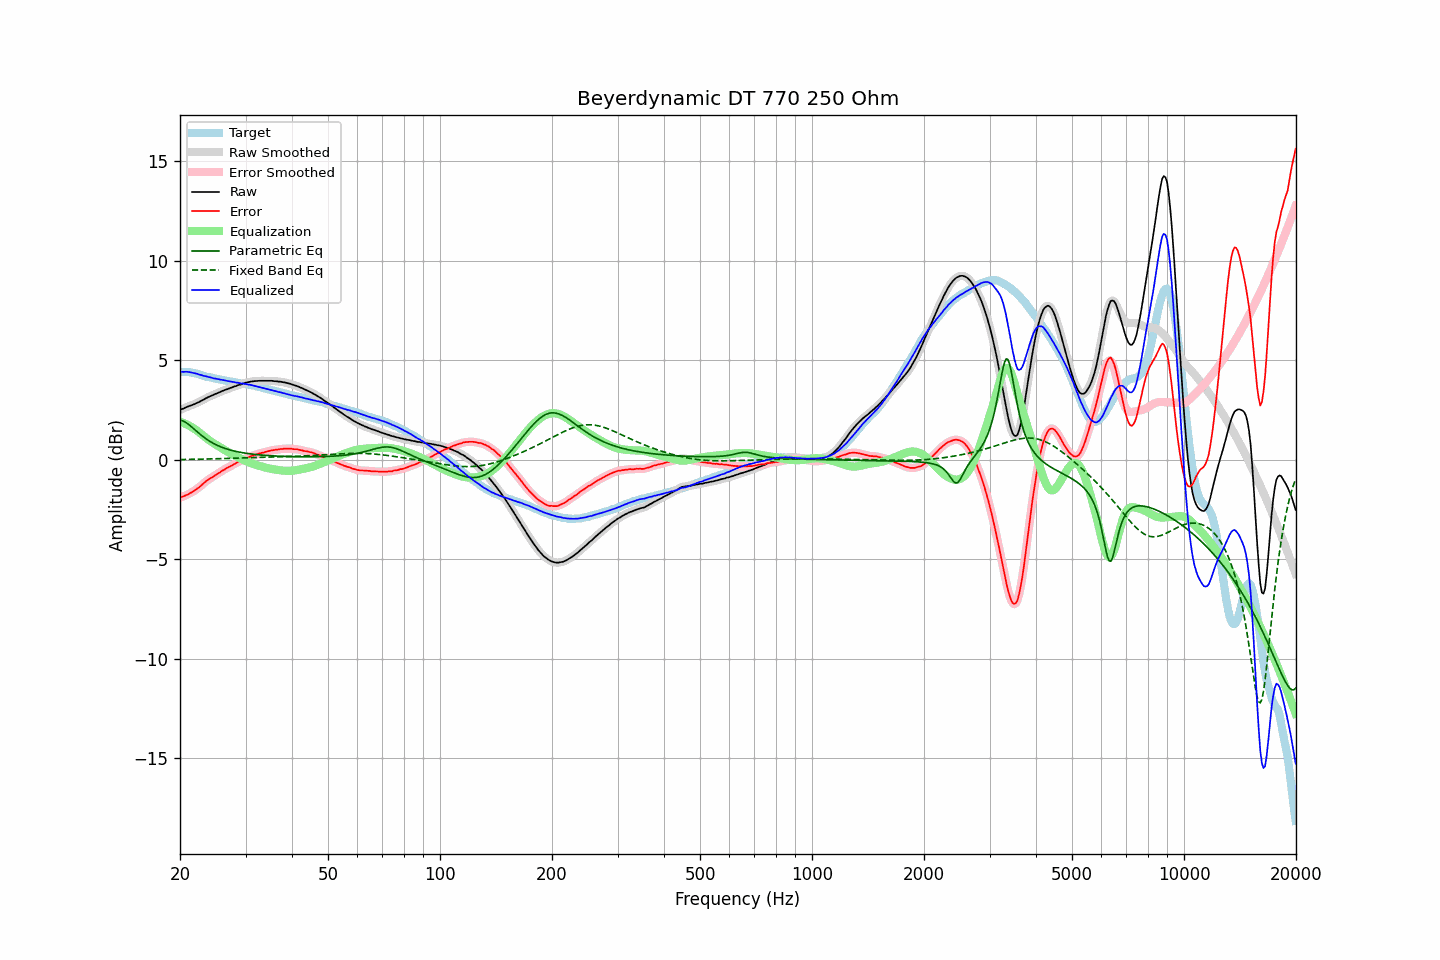 Beyerdynamic DT 770 250 Ohm
Target
Raw Smoothed
Error Smoothed
Raw
Error
Equalization
Parametric Eq
Fixed Band Eq
Equalized
15
10
5
0
−5
−10
−15
Amplitude (dBr)
20
50
100
200
500
1000
2000
5000
10000
20000
Frequency (Hz)